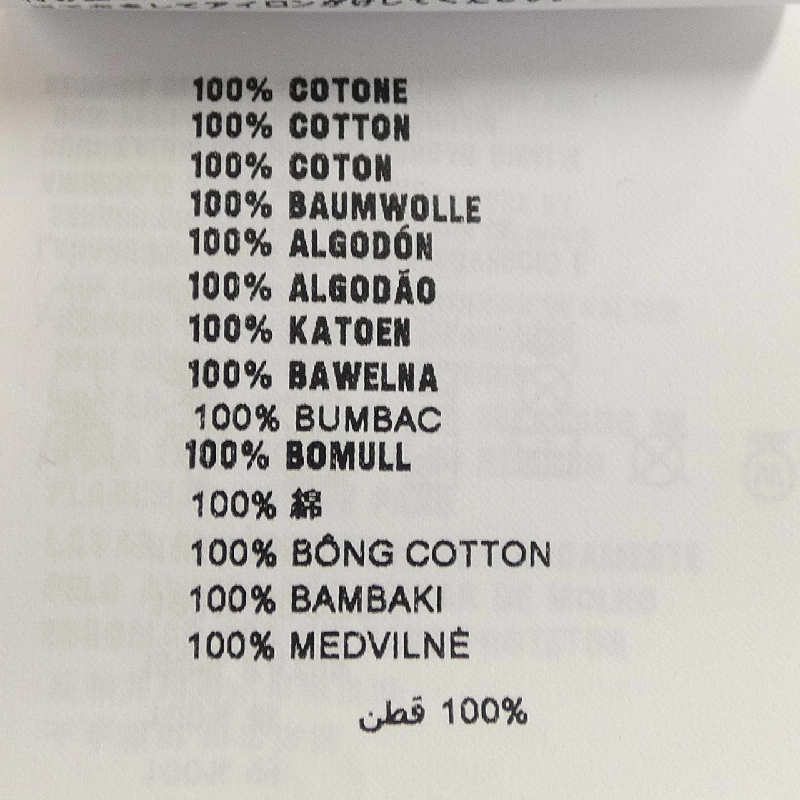 100% COTONE
100% COTTON
100% COTON
100% BAUMWOLLE
100% ALGODÓN
100% ALGODÃO
100% KATOEN
100% BAWELNA
100% BUMBAC
100% BOMULL
100% 綿
100% BÔNG COTTON
100% BAMBAKI
100% MEDVILNĖ
100% قطن